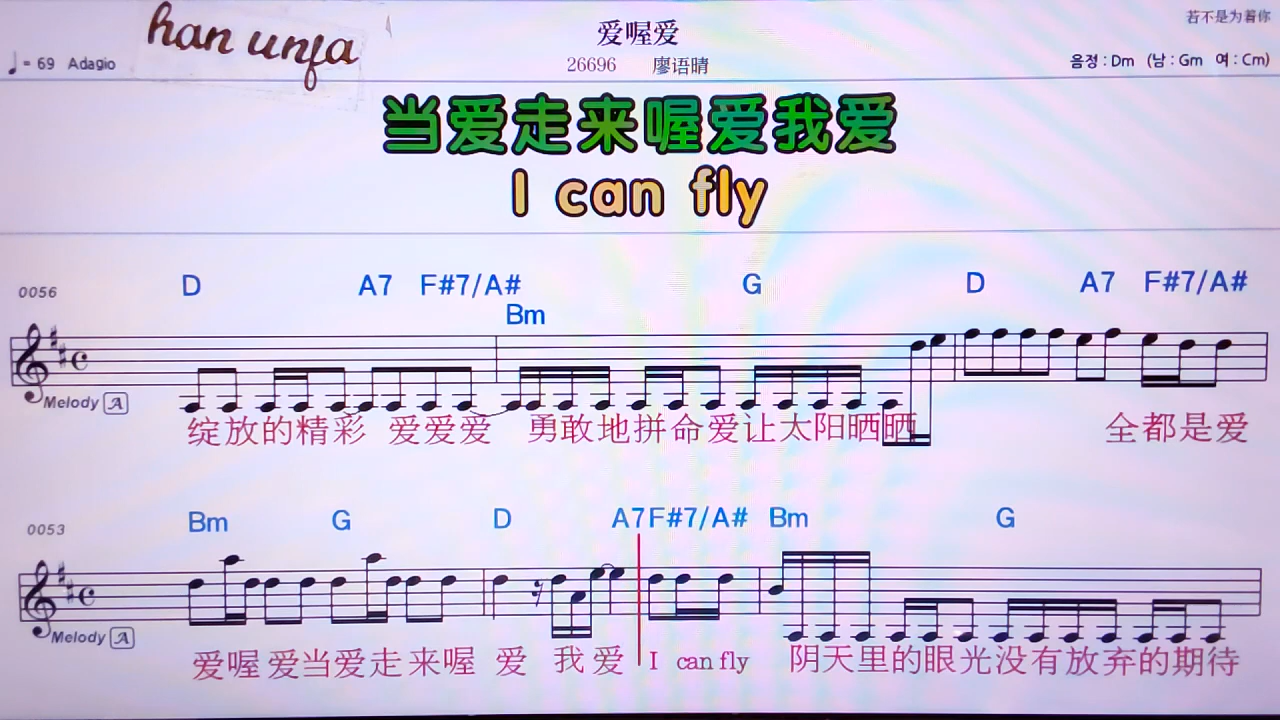 han unfa
爱喔爱
若不是为着你
♩= 69 Adagio
26696 廖语晴
음정 : Dm (남 : Gm 여 : Cm)
当爱走来喔爱我爱
I can fly
0056
D A7 F#7/A# Bm G D A7 F#7/A#
Melody A
绽放的精彩 爱爱爱 勇敢地拼命爱让太阳晒晒 全都是爱
0053
Bm G D A7 F#7/A# Bm G
Melody A
爱喔爱当爱走来喔 爱 我爱 I can fly 阴天里的眼光没有放弃的期待